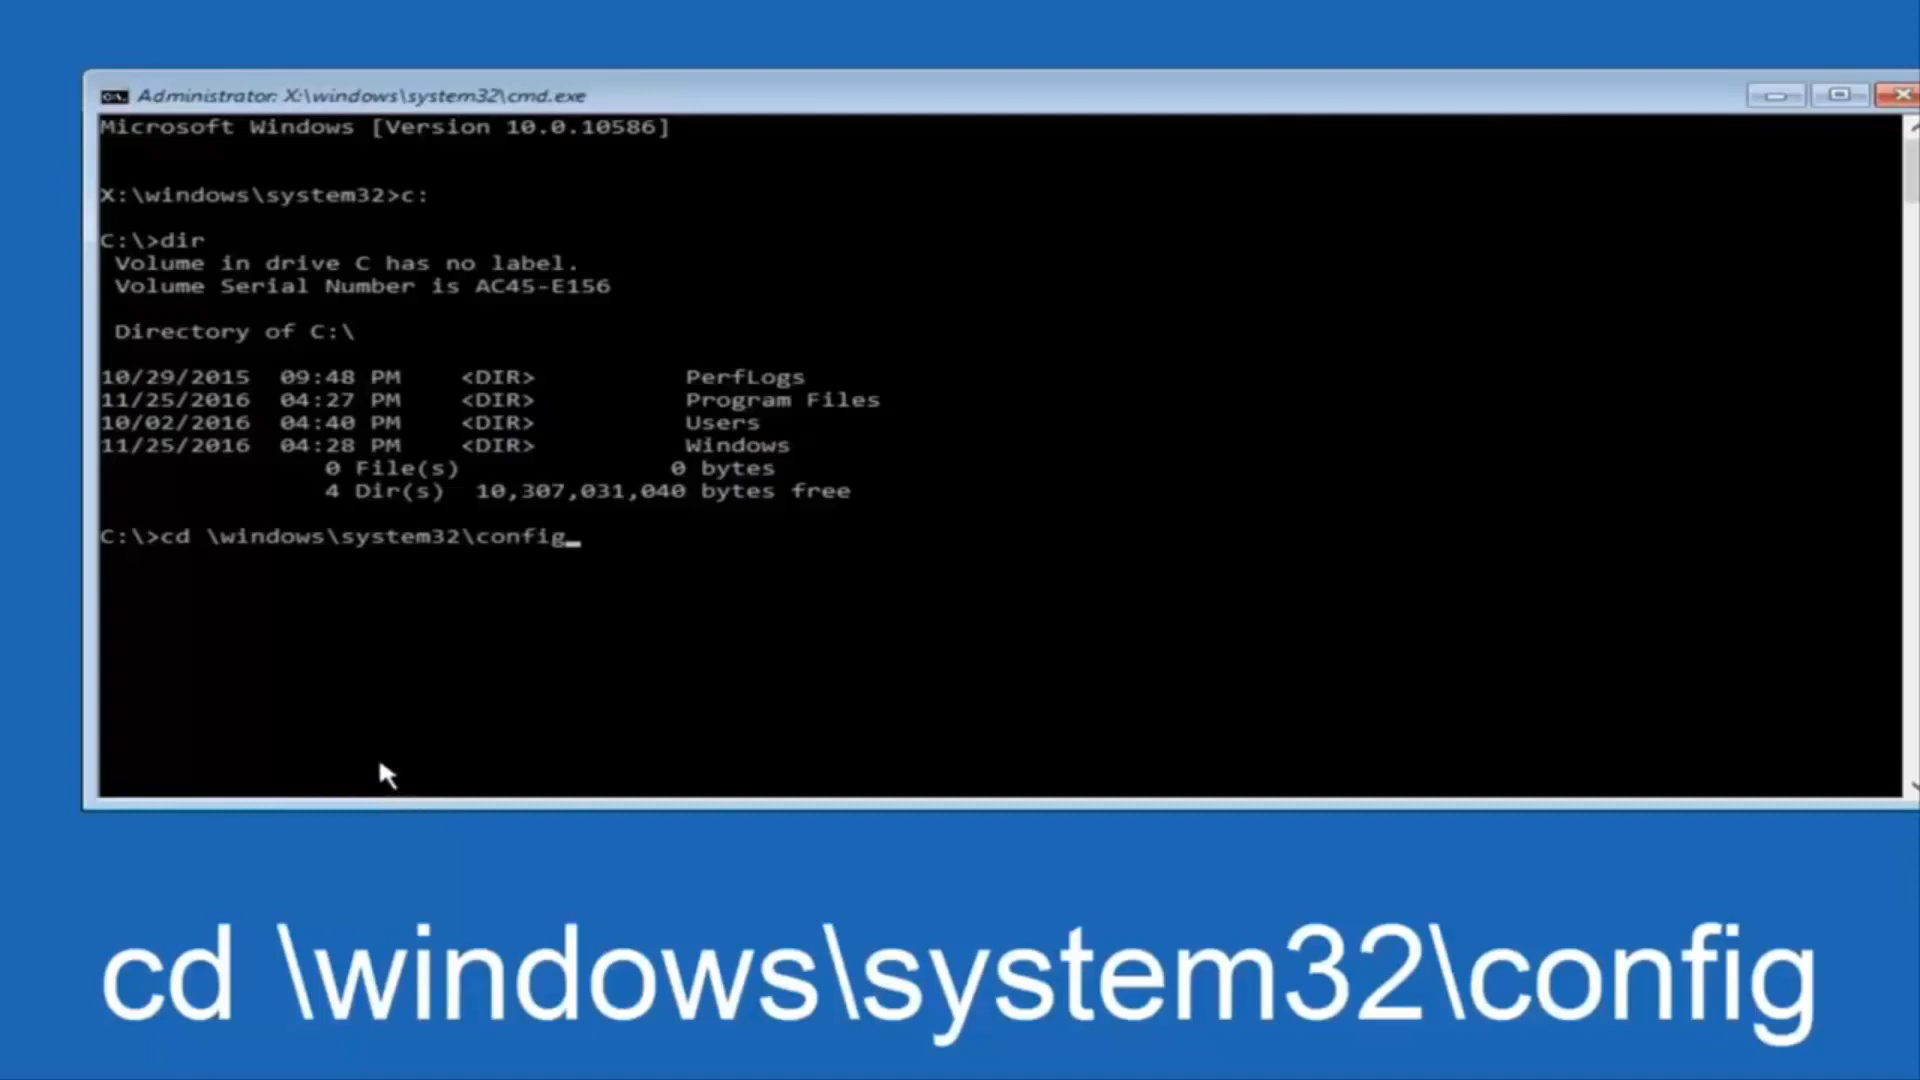 Administrator: X:\windows\system32\cmd.exe
Microsoft Windows [Version 10.0.10586]
X:\windows\system32>c:
C:\>dir
Volume in drive C has no label.
Volume Serial Number is AC45-E156
Directory of C:\
10/29/2015  09:48 PM    <DIR>          PerfLogs
11/25/2016  04:27 PM    <DIR>          Program Files
10/02/2016  04:40 PM    <DIR>          Users
11/25/2016  04:28 PM    <DIR>          Windows
0 File(s)              0 bytes
4 Dir(s)  10,307,031,040 bytes free
C:\>cd \windows\system32\config_
cd \windows\system32\config